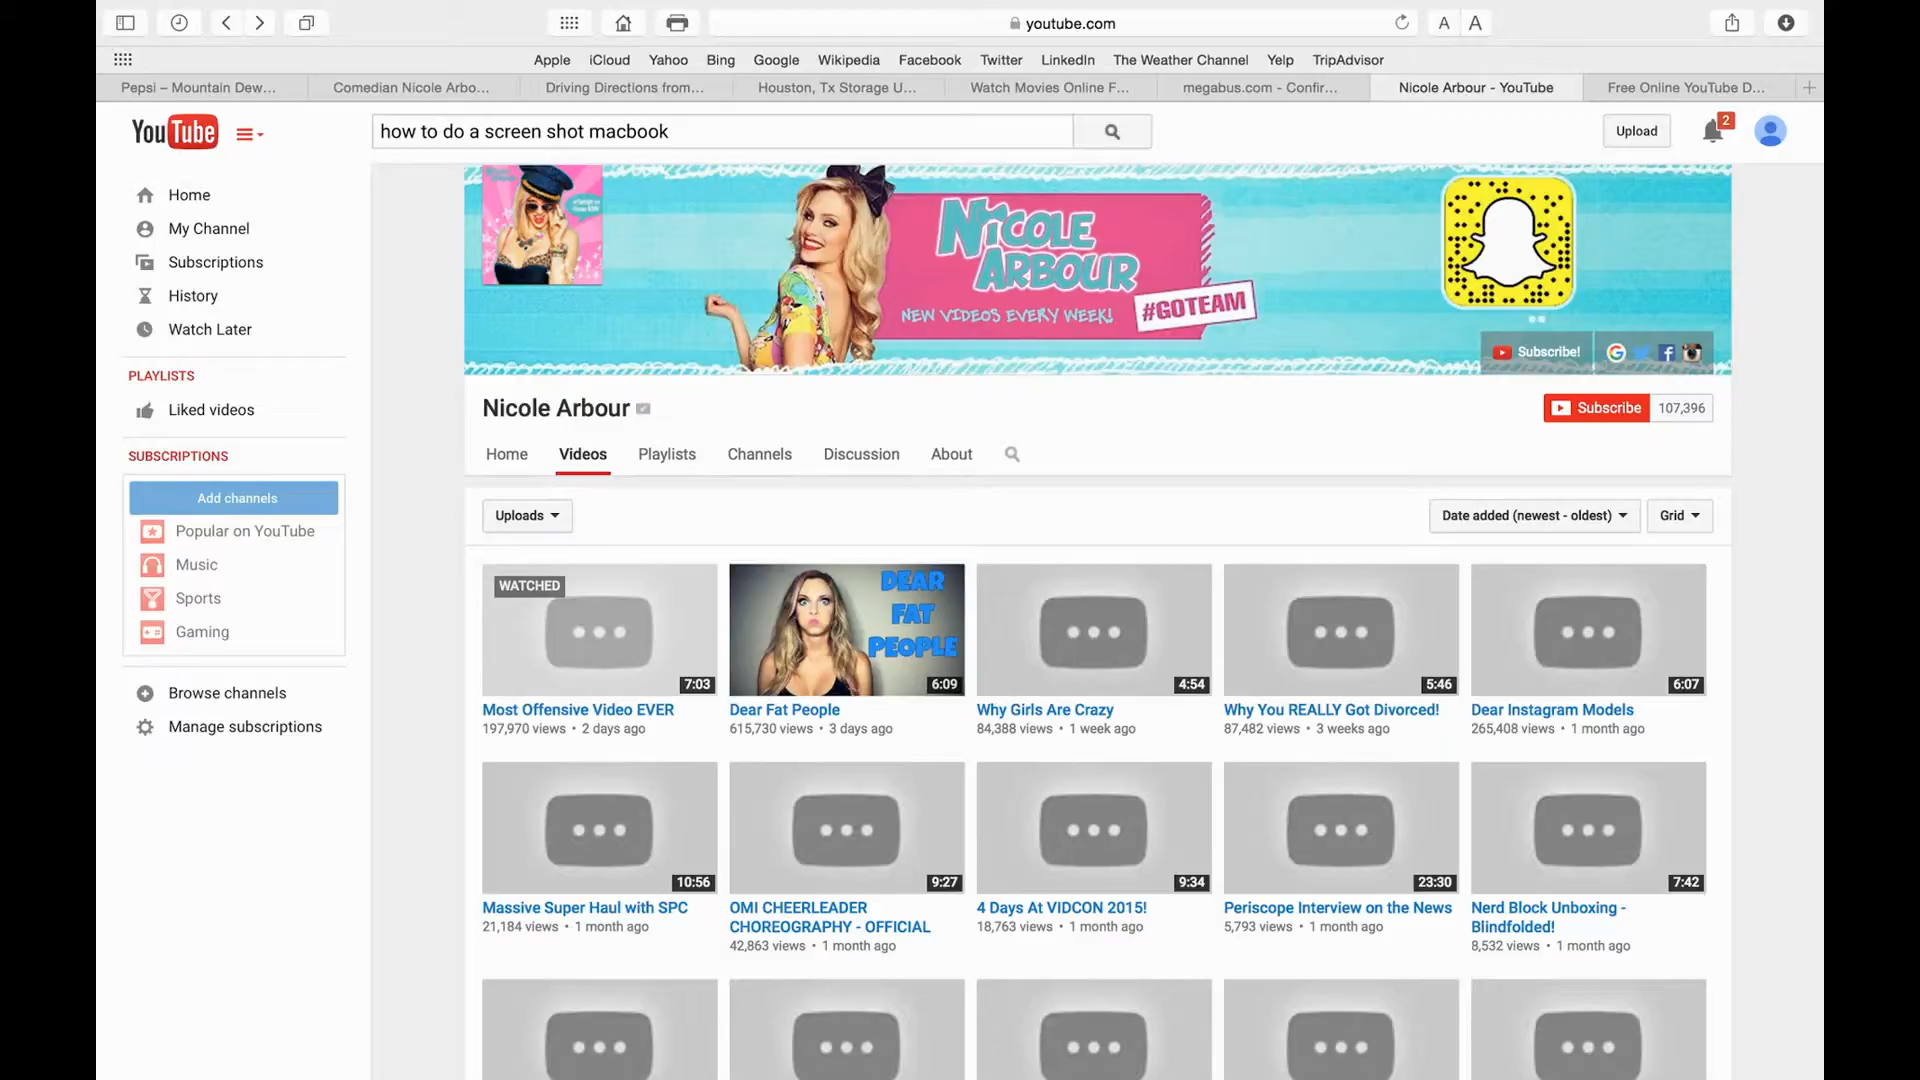 youtube.com
A A
Apple iCloud Yahoo Bing Google Wikipedia Facebook Twitter LinkedIn The Weather Channel Yelp TripAdvisor
Pepsi – Mountain Dew... Comedian Nicole Arbo... Driving Directions from... Houston, Tx Storage U... Watch Movies Online F... megabus.com - Confir... Nicole Arbour - YouTube Free Online YouTube D...
YouTube
how to do a screen shot macbook
Upload
2
Home
My Channel
Subscriptions
History
Watch Later
PLAYLISTS
Liked videos
SUBSCRIPTIONS
Add channels
Popular on YouTube
Music
Sports
Gaming
Browse channels
Manage subscriptions
NICOLE
ARBOUR
NEW VIDEOS EVERY WEEK!
#GOTEAM
Subscribe!
Nicole Arbour
Subscribe 107,396
Home Videos Playlists Channels Discussion About
Uploads
Date added (newest - oldest) Grid
WATCHED
DEAR
FAT
PEOPLE
7:03 6:09 4:54 5:46 6:07
Most Offensive Video EVER Dear Fat People Why Girls Are Crazy Why You REALLY Got Divorced! Dear Instagram Models
197,970 views • 2 days ago 615,730 views • 3 days ago 84,388 views • 1 week ago 87,482 views • 3 weeks ago 265,408 views • 1 month ago
10:56 9:27 9:34 23:30 7:42
Massive Super Haul with SPC OMI CHEERLEADER 4 Days At VIDCON 2015! Periscope Interview on the News Nerd Block Unboxing -
CHOREOGRAPHY - OFFICIAL Blindfolded!
21,184 views • 1 month ago 18,763 views • 1 month ago 5,793 views • 1 month ago
42,863 views • 1 month ago 8,532 views • 1 month ago